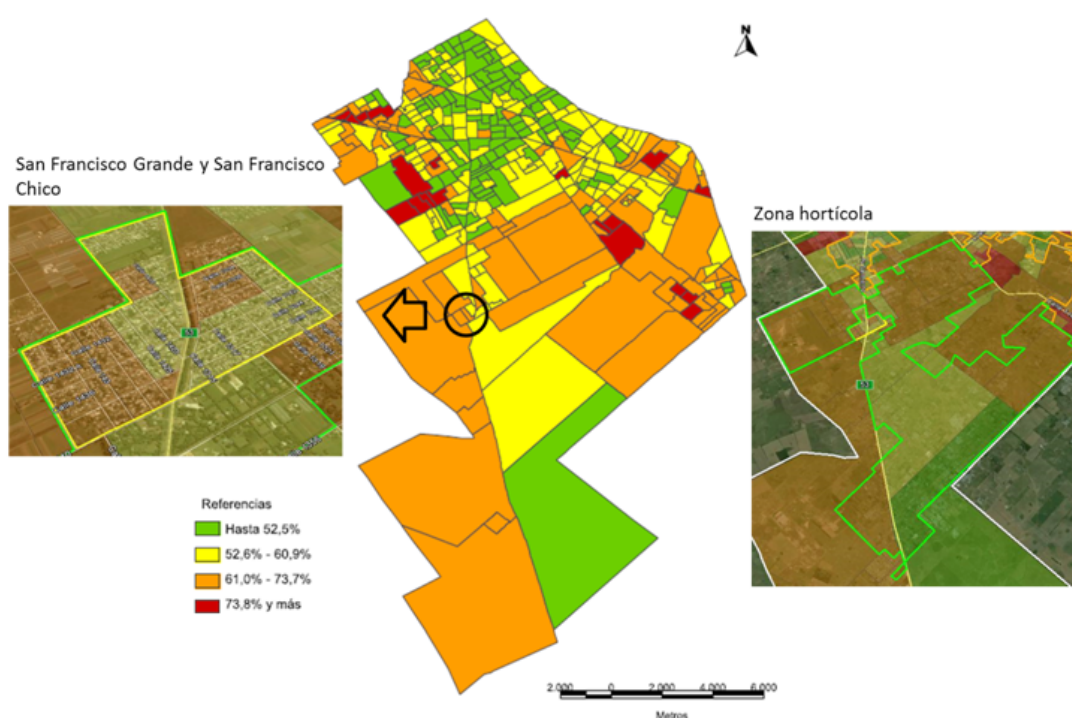 N
San Francisco Grande y San Francisco
Chico
Zona hortícola
53
53
Referencias
Hasta 52,5%
52,6% - 60,9%
61,0% - 73,7%
73,8% y más
2.000 0 2.000 4.000 6.000
Metros